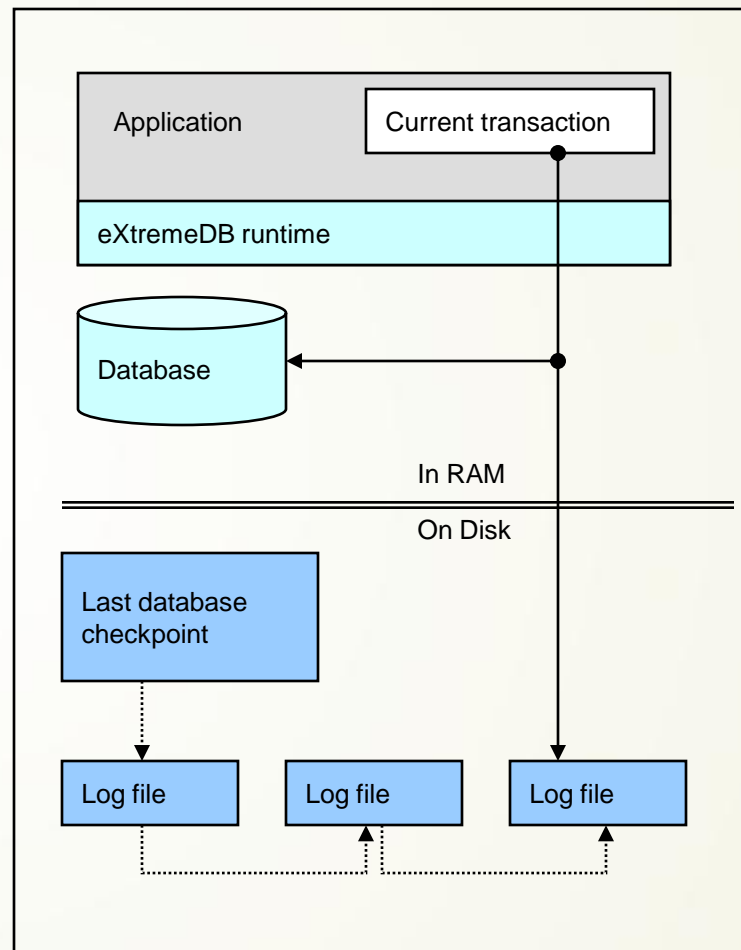 Application
Current transaction
eXtremeDB runtime
Database
In RAM
On Disk
Last database
checkpoint
Log file
Log file
Log file